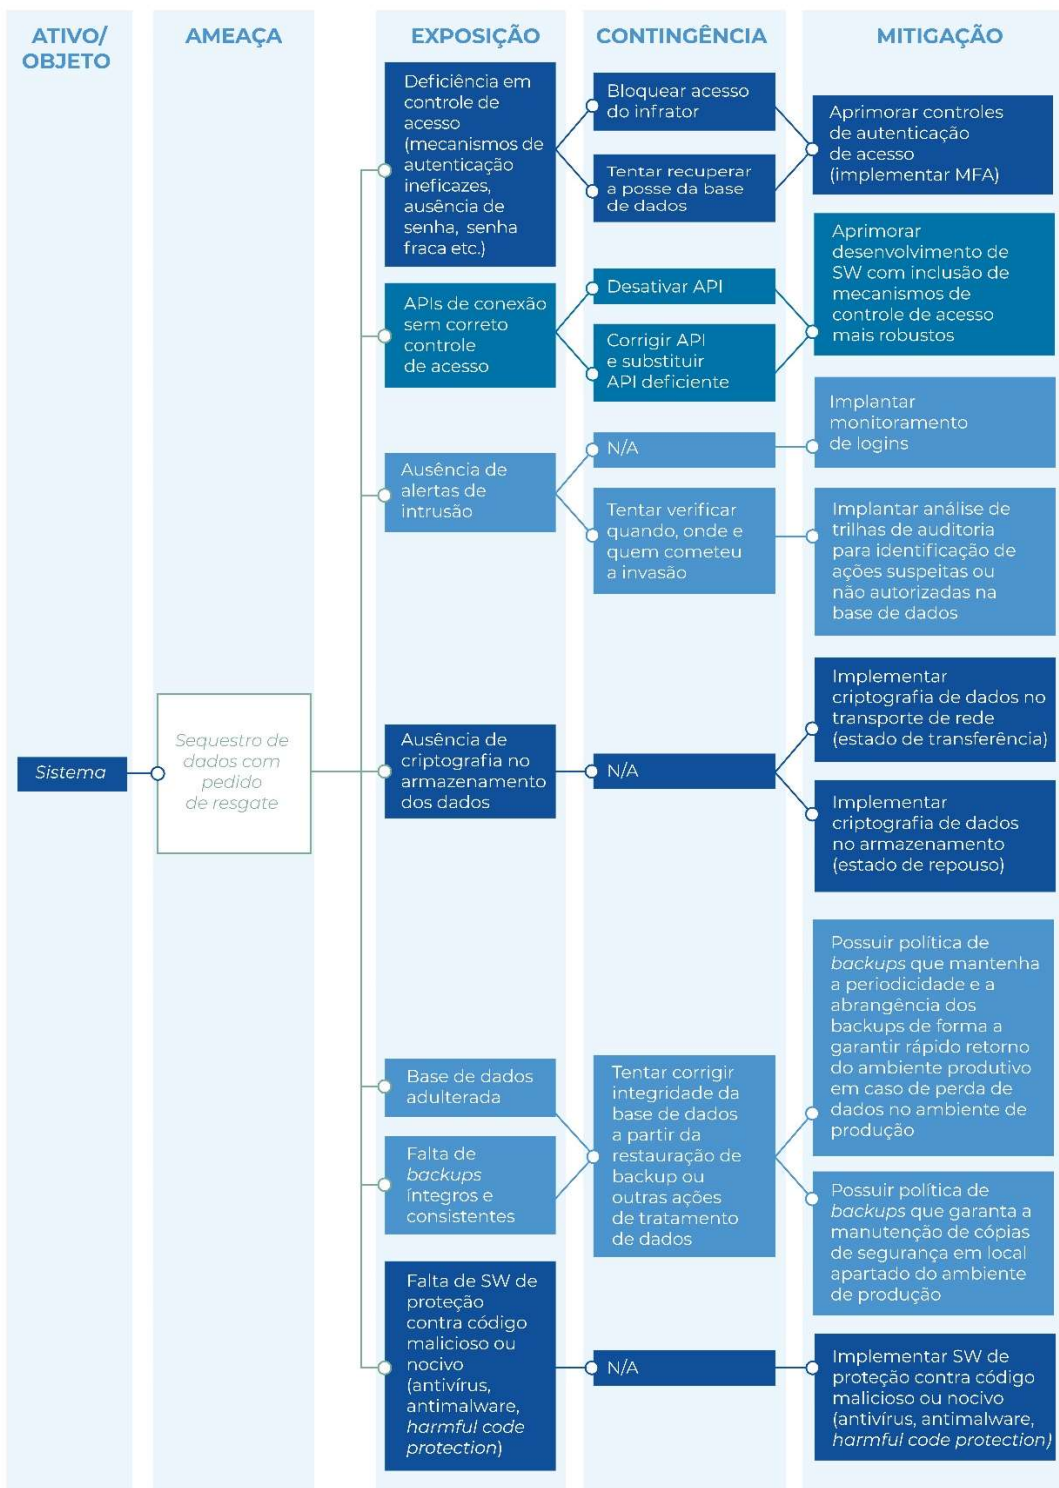 ATIVO/
OBJETO
AMEAÇA
EXPOSIÇÃO
CONTINGÊNCIA
MITIGAÇÃO
Sistema
Sequestro de
dados com
pedido
de resgate
Deficiência em
controle de
acesso
(mecanismos de
autenticação
ineficazes,
ausência de
senha, senha
fraca etc.)
Bloquear acesso
do infrator
Tentar recuperar
a posse da base
de dados
Aprimorar controles
de autenticação
de acesso
(implementar MFA)
APIs de conexão
sem correto
controle
de acesso
Desativar API
Corrigir API
e substituir
API deficiente
Aprimorar
desenvolvimento de
SW com inclusão de
mecanismos de
controle de acesso
mais robustos
Ausência de
alertas de
intrusão
N/A
Tentar verificar
quando, onde e
quem cometeu
a invasão
Implantar
monitoramento
de logins
Implantar análise de
trilhas de auditoria
para identificação de
ações suspeitas ou
não autorizadas na
base de dados
Ausência de
criptografia no
armazenamento
dos dados
N/A
Implementar
criptografia de dados no
transporte de rede
(estado de transferência)
Implementar
criptografia de dados
no armazenamento
(estado de repouso)
Base de dados
adulterada
Falta de
backups
íntegros e
consistentes
Tentar corrigir
integridade da
base de dados
a partir da
restauração de
backup ou
outras ações
de tratamento
de dados
Possuir política de
backups que mantenha
a periodicidade e a
abrangência dos
backups de forma a
garantir rápido retorno
do ambiente produtivo
em caso de perda de
dados no ambiente de
produção
Possuir política de
backups que garanta a
manutenção de cópias
de segurança em local
apartado do ambiente
de produção
Falta de SW de
proteção
contra código
malicioso ou
nocivo
(antivírus,
antimalware,
harmful code
protection)
N/A
Implementar SW de
proteção contra código
malicioso ou nocivo
(antivírus, antimalware,
harmful code protection)